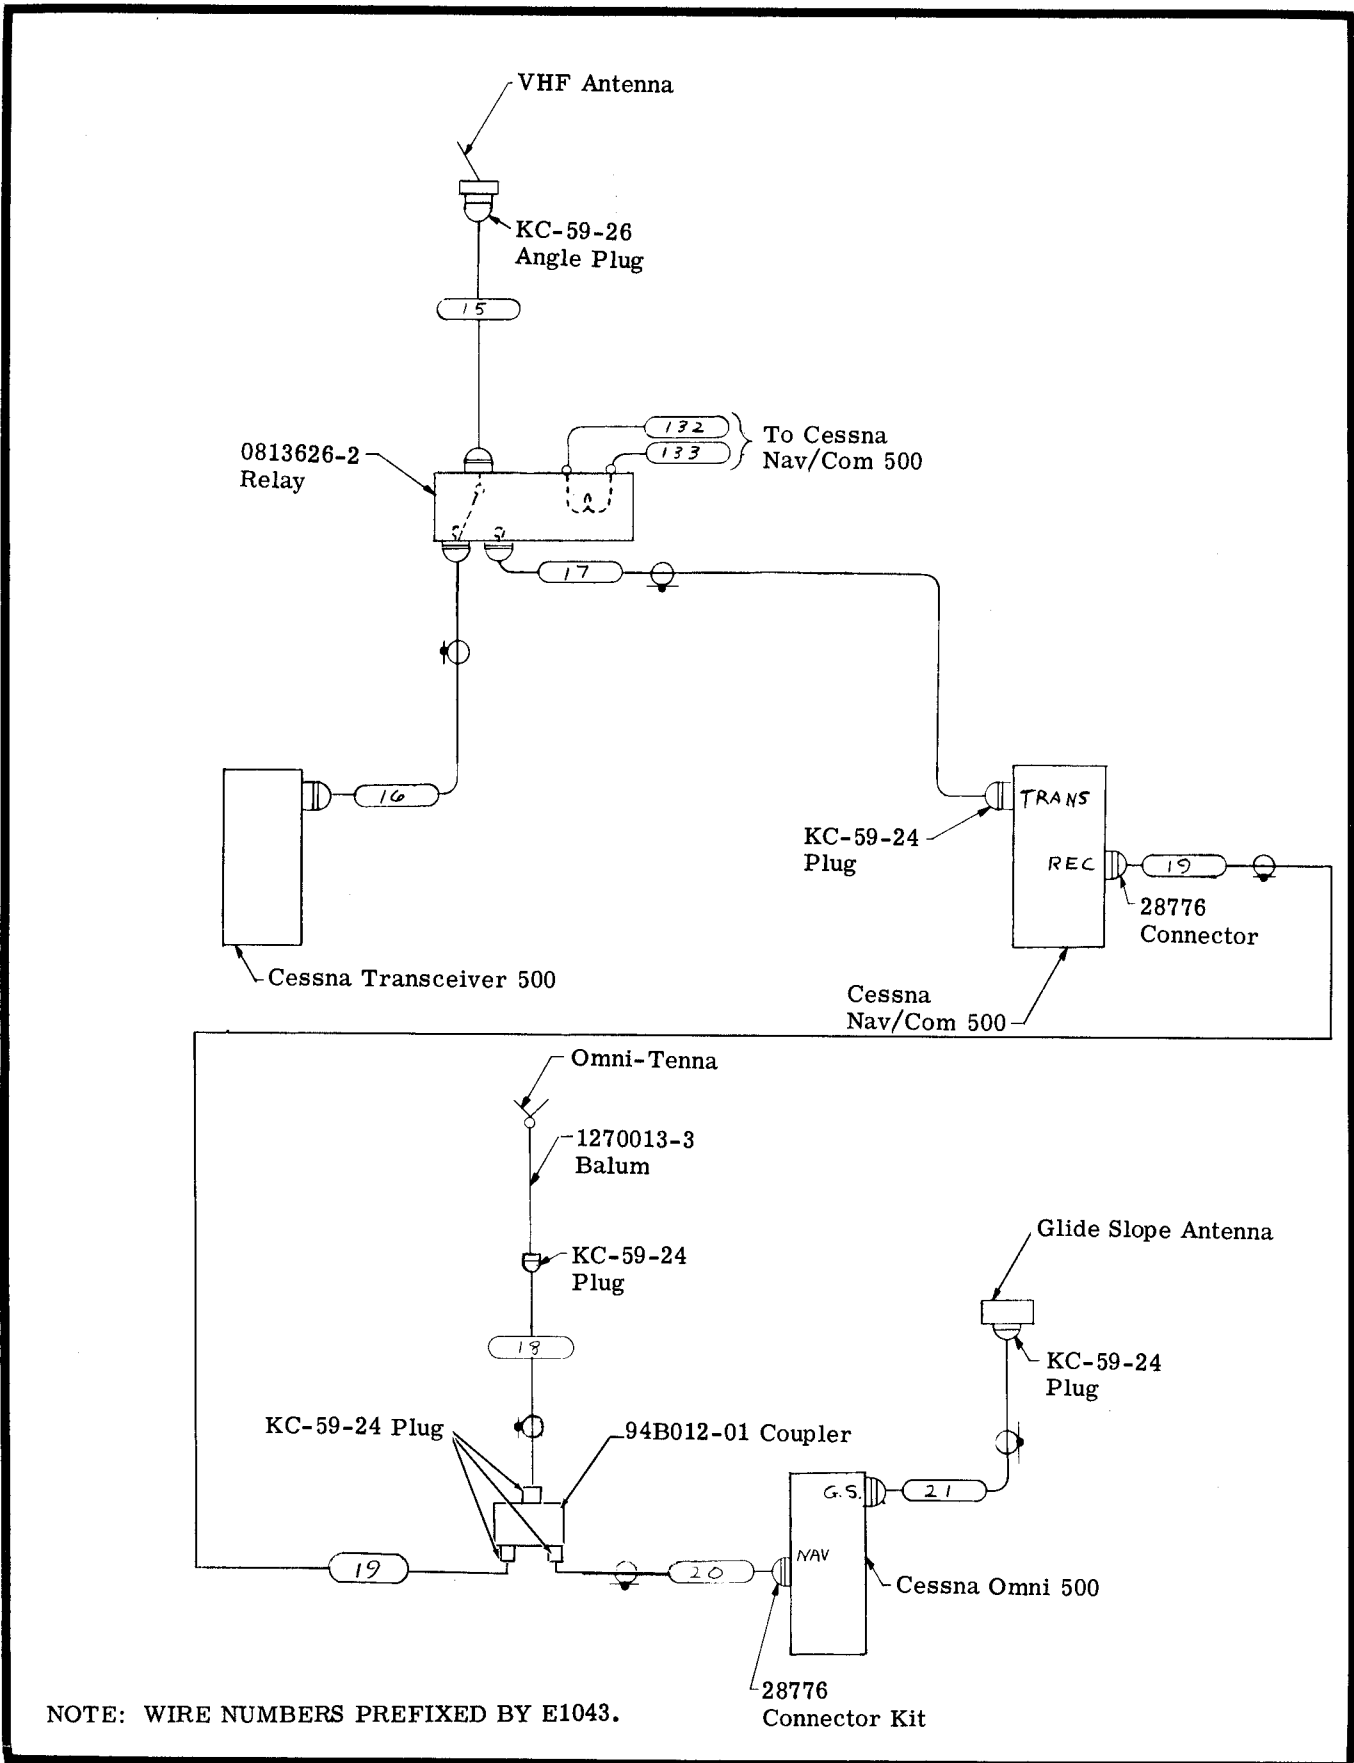 VHF Antenna
KC-59-26
Angle Plug
15
132
133
To Cessna
Nav/Com 500
0813626-2
Relay
17
16
TRANS
KC-59-24
Plug
REC
19
28776
Connector
Cessna Transceiver 500
Cessna
Nav/Com 500
Omni-Tenna
1270013-3
Balum
Glide Slope Antenna
KC-59-24
Plug
18
KC-59-24
Plug
KC-59-24 Plug
94B012-01 Coupler
G.S.
21
NAV
19
20
Cessna Omni 500
28776
Connector Kit
NOTE: WIRE NUMBERS PREFIXED BY E1043.